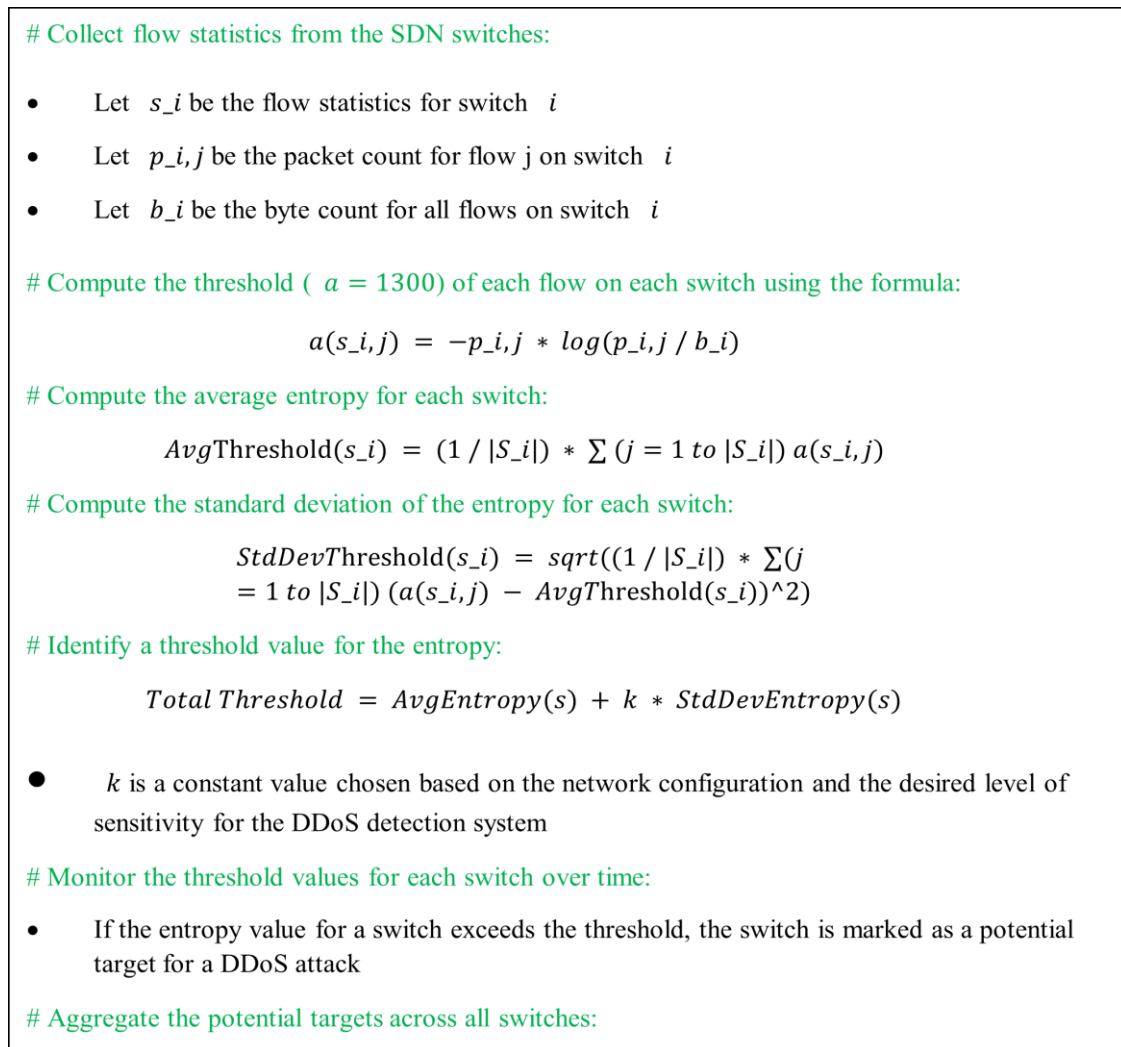 # Collect flow statistics from the SDN switches:
• Let s_i be the flow statistics for switch i
• Let p_i,j be the packet count for flow j on switch i
• Let b_i be the byte count for all flows on switch i
# Compute the threshold ( a = 1300) of each flow on each switch using the formula:
a(s_i,j) = −p_i,j * log(p_i,j / b_i)
# Compute the average entropy for each switch:
AvgThreshold(s_i) = (1 / |S_i|) * ∑ (j = 1 to |S_i|) a(s_i,j)
# Compute the standard deviation of the entropy for each switch:
StdDevThreshold(s_i) = sqrt((1 / |S_i|) * ∑(j
= 1 to |S_i|) (a(s_i,j) − AvgThreshold(s_i))^2)
# Identify a threshold value for the entropy:
Total Threshold = AvgEntropy(s) + k * StdDevEntropy(s)
• k is a constant value chosen based on the network configuration and the desired level of
sensitivity for the DDoS detection system
# Monitor the threshold values for each switch over time:
• If the entropy value for a switch exceeds the threshold, the switch is marked as a potential
target for a DDoS attack
# Aggregate the potential targets across all switches: